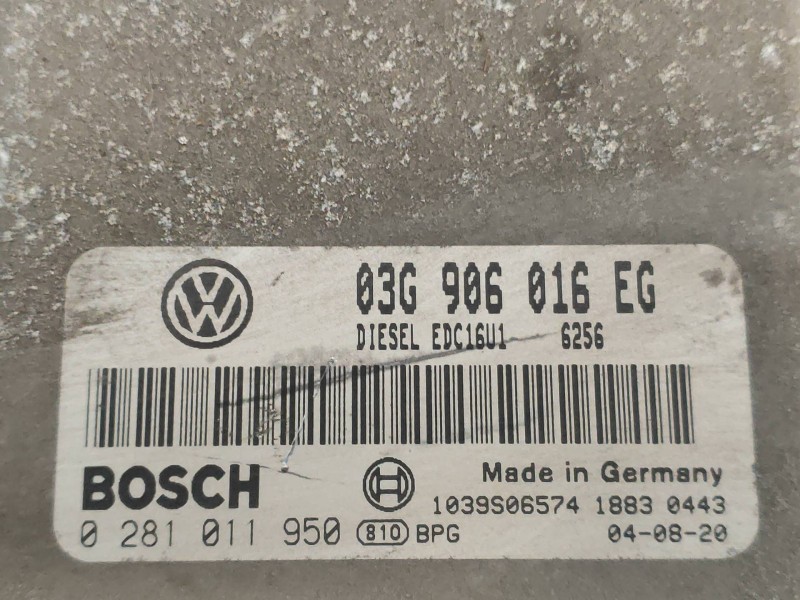 03G 906 016 EG
DIESEL EDC16U1 6256
BOSCH
Made in Germany
1039S06574 1883 0443
0 281 011 950 810 BPG 04-08-20